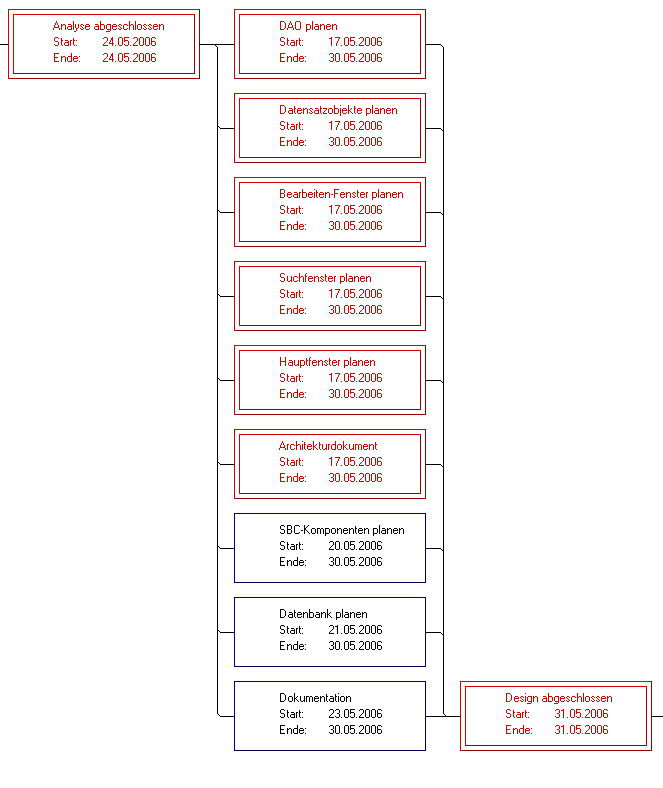 Analyse abgeschlossen
Start: 24.05.2006
Ende: 24.05.2006
DAO planen
Start: 17.05.2006
Ende: 30.05.2006
Datensatzobjekte planen
Start: 17.05.2006
Ende: 30.05.2006
Bearbeiten-Fenster planen
Start: 17.05.2006
Ende: 30.05.2006
Suchfenster planen
Start: 17.05.2006
Ende: 30.05.2006
Hauptfenster planen
Start: 17.05.2006
Ende: 30.05.2006
Architekturdokument
Start: 17.05.2006
Ende: 30.05.2006
SBC-Komponenten planen
Start: 20.05.2006
Ende: 30.05.2006
Datenbank planen
Start: 21.05.2006
Ende: 30.05.2006
Dokumentation
Start: 23.05.2006
Ende: 30.05.2006
Design abgeschlossen
Start: 31.05.2006
Ende: 31.05.2006